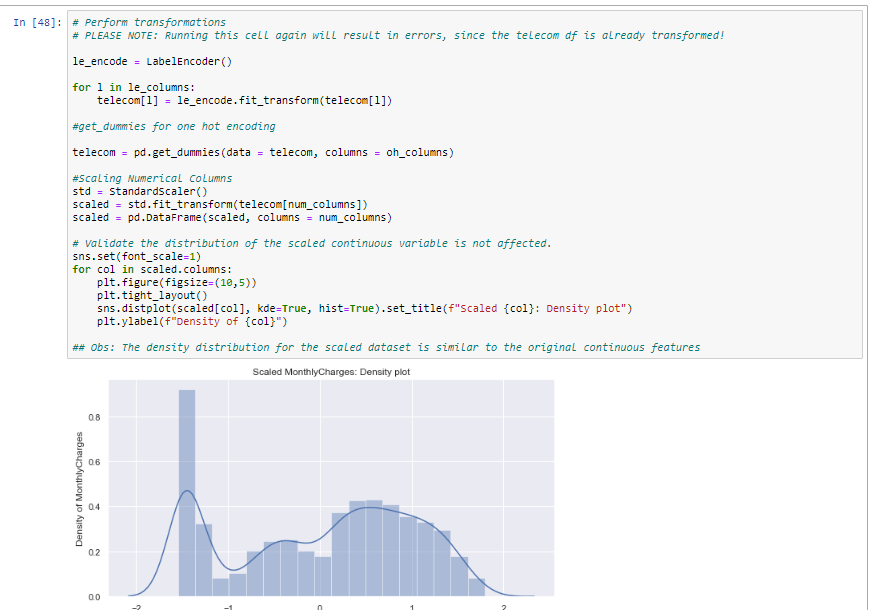 In [48]: # Perform transformations
# PLEASE NOTE: Running this cell again will result in errors, since the telecom df is already transformed!
le_encode = LabelEncoder()
for l in le_columns:
    telecom[l] = le_encode.fit_transform(telecom[l])
#get_dummies for one hot encoding
telecom = pd.get_dummies(data = telecom, columns = oh_columns)
#Scaling Numerical Columns
std = StandardScaler()
scaled = std.fit_transform(telecom[num_columns])
scaled = pd.DataFrame(scaled, columns = num_columns)
# Validate the distribution of the scaled continuous variable is not affected.
sns.set(font_scale=1)
for col in scaled.columns:
    plt.figure(figsize=(10,5))
    plt.tight_layout()
    sns.distplot(scaled[col], kde=True, hist=True).set_title(f"Scaled {col}: Density plot")
    plt.ylabel(f"Density of {col}")
## Obs: The density distribution for the scaled dataset is similar to the original continuous features
Scaled MonthlyCharges: Density plot
Density of MonthlyCharges
0.8
0.6
0.4
0.2
0.0
−2 −1 0 1 2